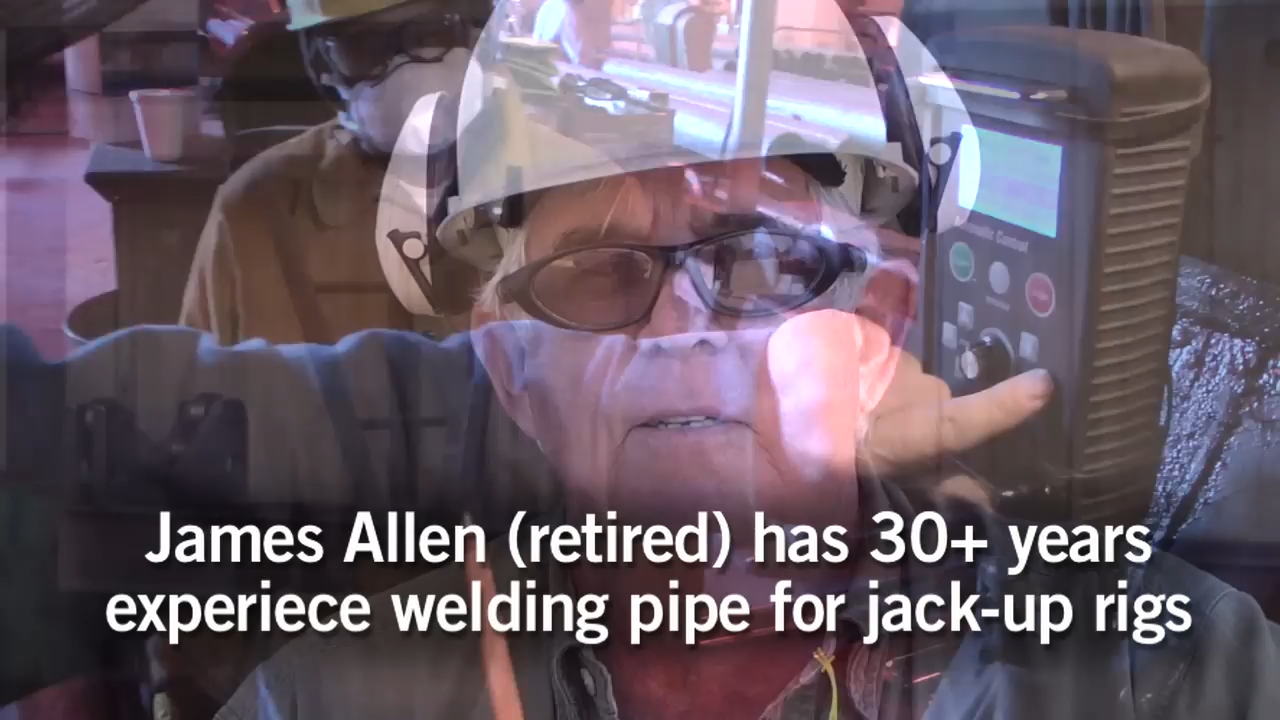 James Allen (retired) has 30+ years
experiece welding pipe for jack-up rigs